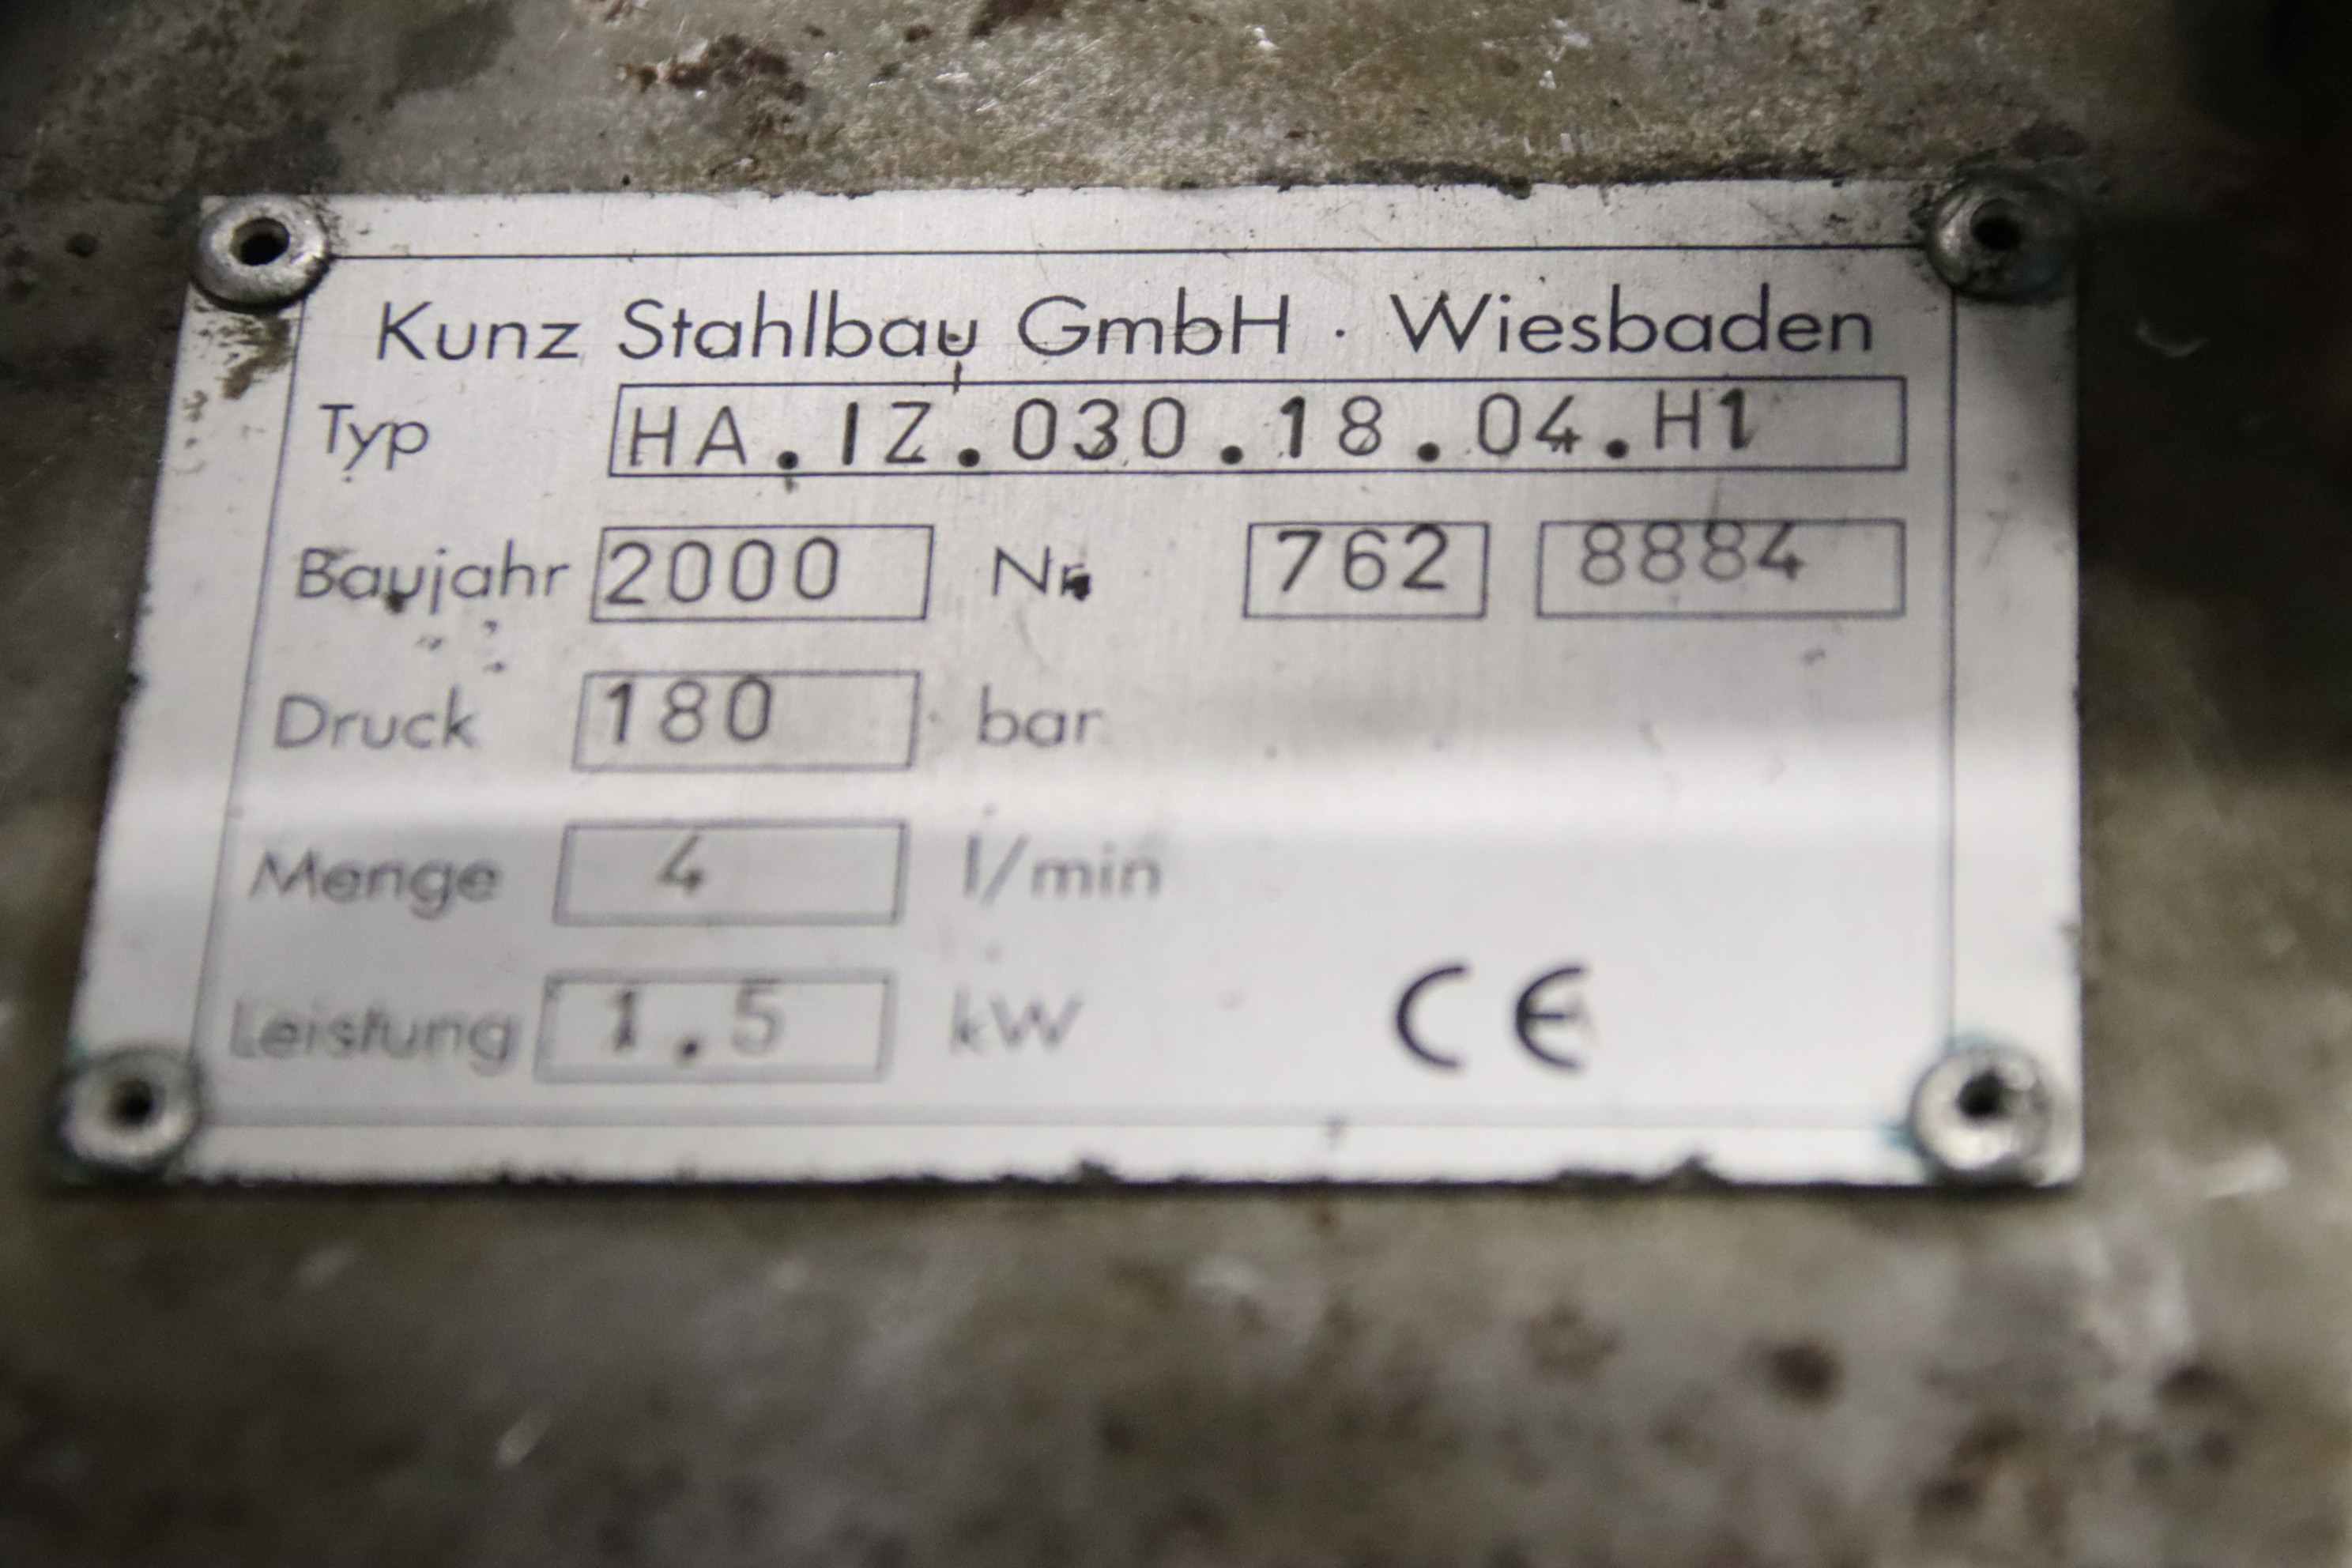 Kunz Stahlbau GmbH · Wiesbaden
Typ HA.IZ.030.18.04.H1
Baujahr 2000 Nr. 762 8884
Druck 180 bar
Menge 4 l/min
Leistung 1.5 kW
CE